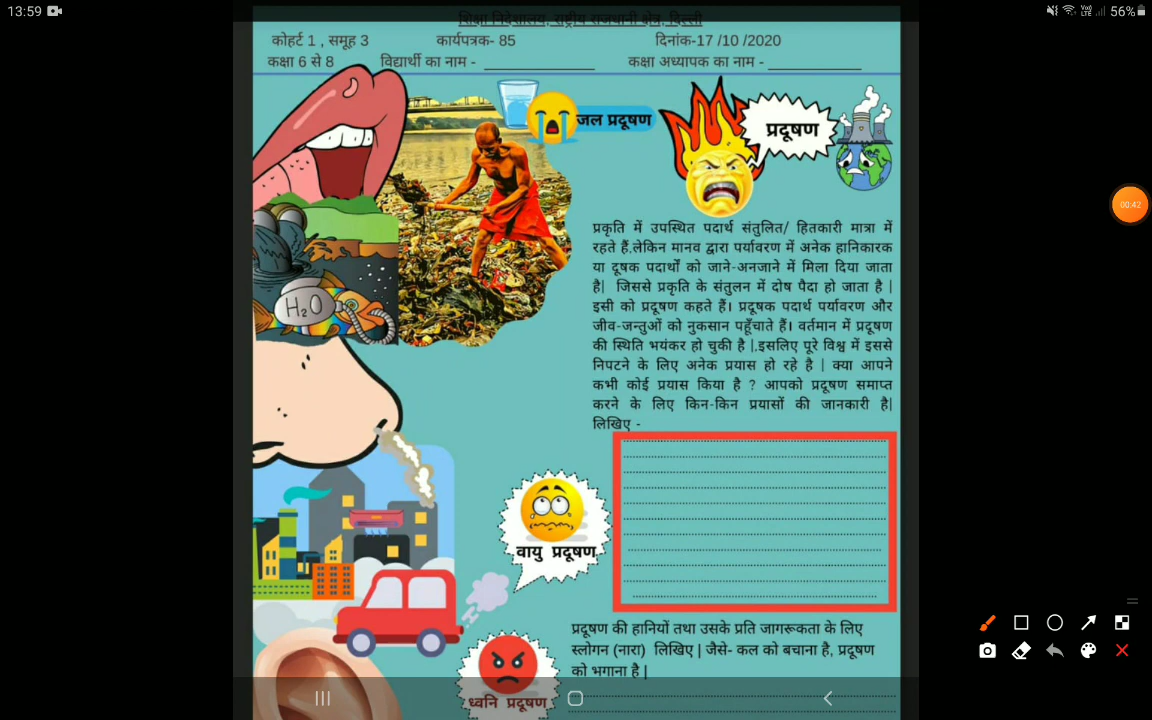 13:59
56%
शिक्षा निदेशालय, राष्ट्रीय राजधानी क्षेत्र, दिल्ली
कोहर्ट 1 , समूह 3 कार्यपत्रक- 85 दिनांक-17 /10 /2020
कक्षा 6 से 8 विद्यार्थी का नाम - ___________ कक्षा अध्यापक का नाम - ___________
जल प्रदूषण
प्रदूषण
00:42
प्रकृति में उपस्थित पदार्थ संतुलित/ हितकारी मात्रा में
रहते हैं,लेकिन मानव द्वारा पर्यावरण में अनेक हानिकारक
या दूषक पदार्थों को जाने-अनजाने में मिला दिया जाता
है| जिससे प्रकृति के संतुलन में दोष पैदा हो जाता है |
इसी को प्रदूषण कहते हैं। प्रदूषक पदार्थ पर्यावरण और
जीव-जन्तुओं को नुकसान पहूँचाते हैं। वर्तमान में प्रदूषण
की स्थिति भयंकर हो चुकी है |,इसलिए पूरे विश्व में इससे
निपटने के लिए अनेक प्रयास हो रहे है | क्या आपने
कभी कोई प्रयास किया है ? आपको प्रदूषण समाप्त
करने के लिए किन-किन प्रयासों की जानकारी है|
लिखिए -
H₂O
वायु प्रदूषण
प्रदूषण की हानियों तथा उसके प्रति जागरूकता के लिए
स्लोगन (नारा) लिखिए | जैसे- कल को बचाना है, प्रदूषण
को भगाना है |
ध्वनि प्रदूषण